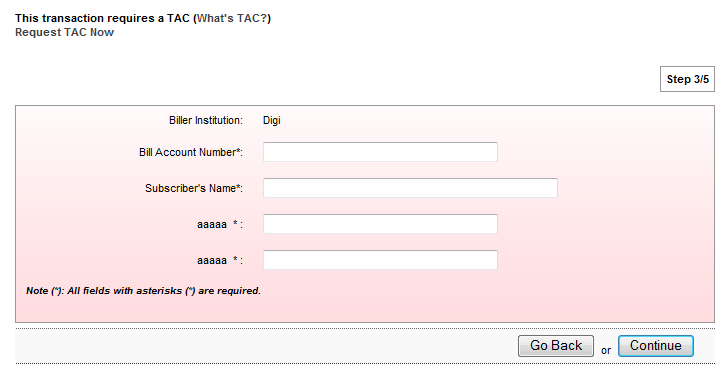 This transaction requires a TAC (What's TAC?)
Request TAC Now
Step 3/5
Biller Institution: Digi
Bill Account Number*:
Subscriber's Name*:
aaaaa * :
aaaaa * :
Note (*): All fields with asterisks (*) are required.
Go Back or Continue